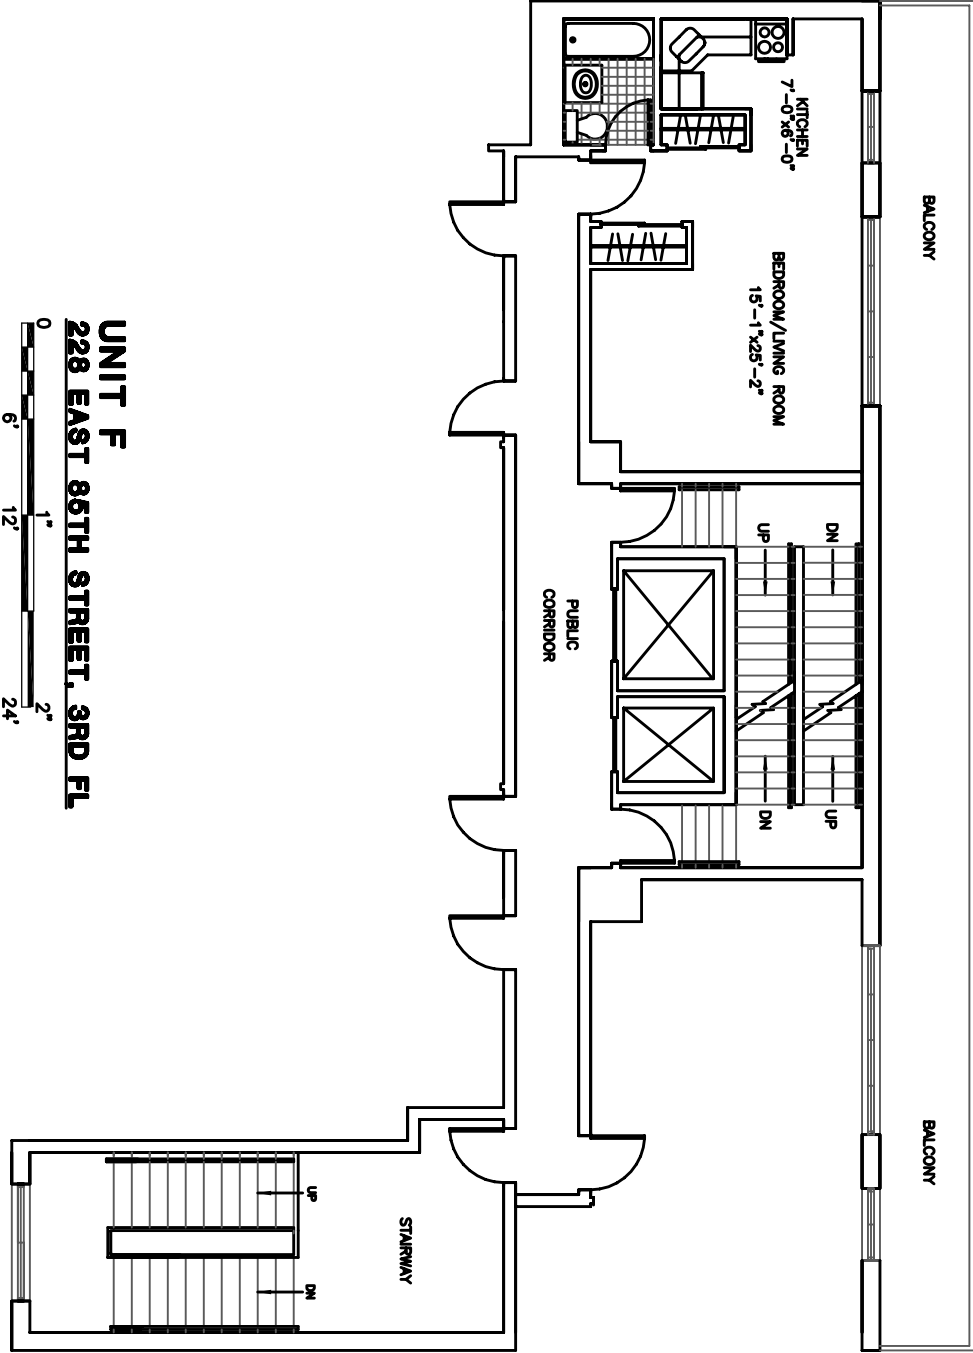 BALCONY
BALCONY
KITCHEN
7'-0"x6'-0"
BEDROOM/LIVING ROOM
15'-1"x25'-2"
DN
UP
UP
DN
PUBLIC
CORRIDOR
STAIRWAY
UP
DN
UNIT F
228 EAST 86TH STREET, 3RD FL
0 1" 2"
6' 12' 24'